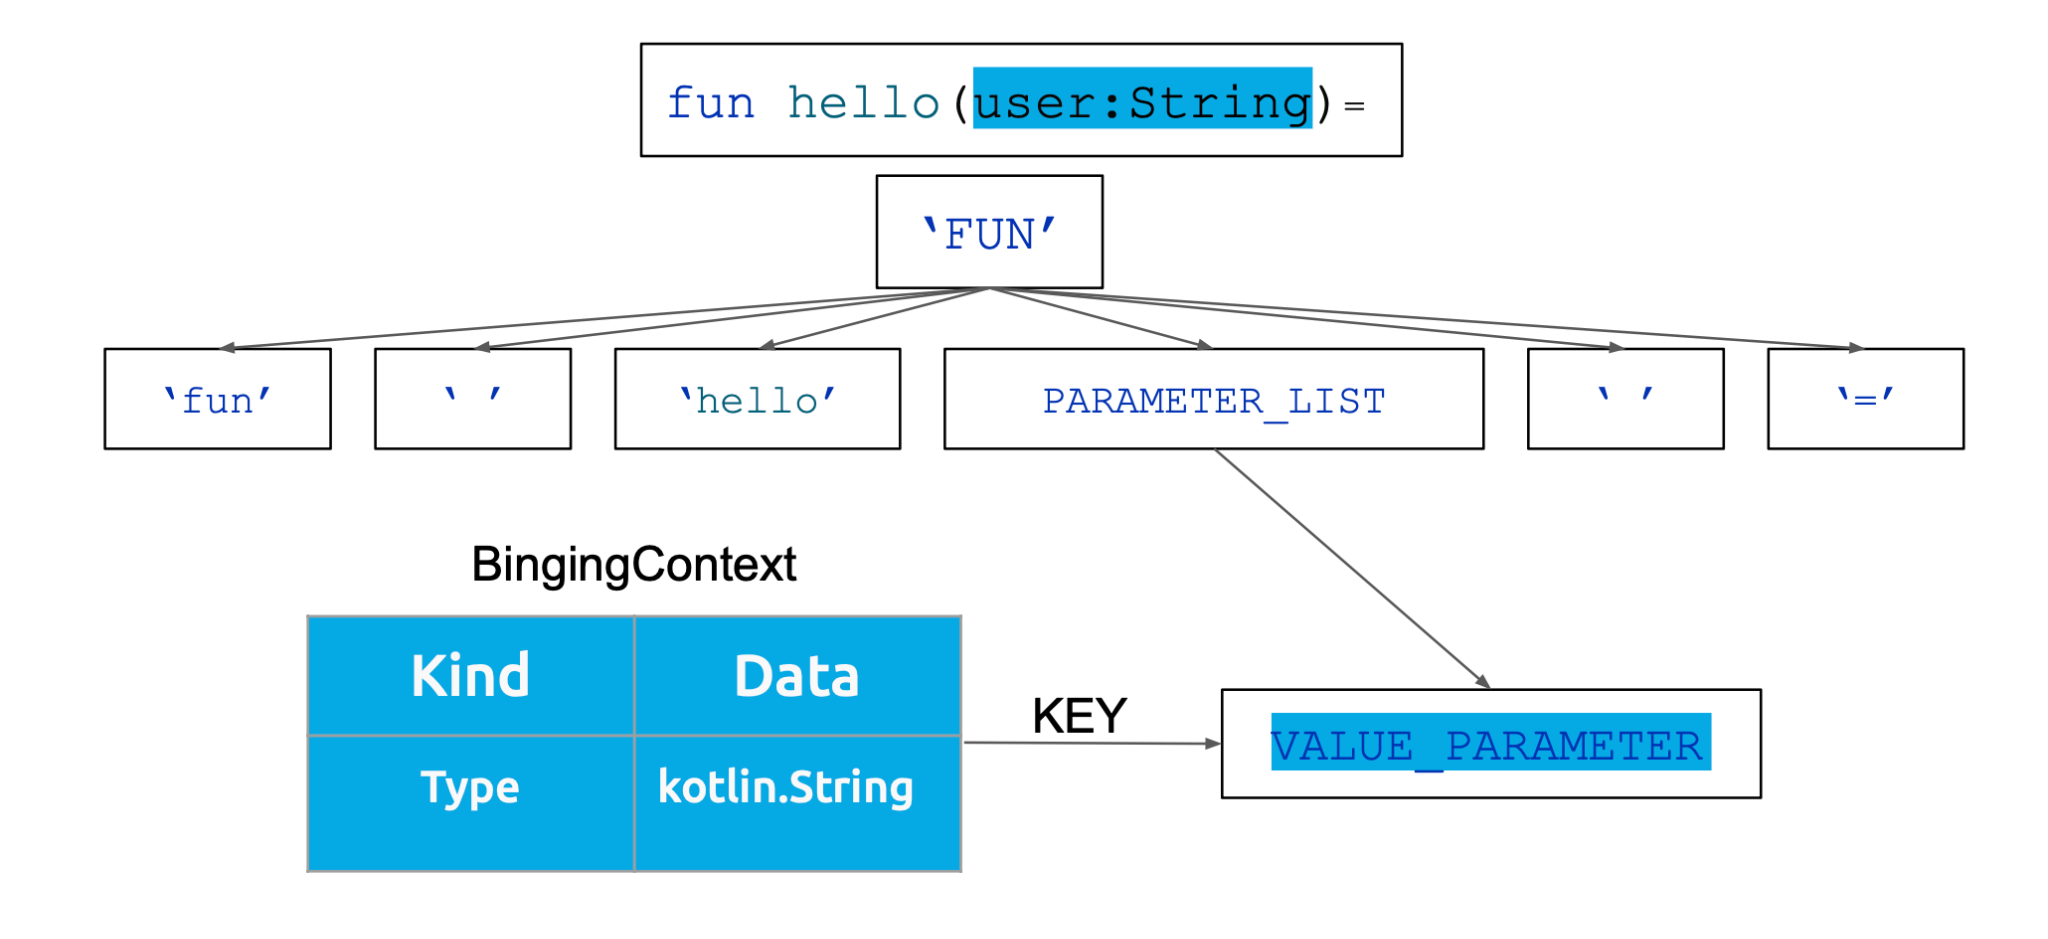 fun hello(user:String)=
‵FUN′
‵fun′
‵ ′
‵hello′
PARAMETER_LIST
‵ ′
‵=′
BingingContext
Kind Data
Type kotlin.String
KEY
VALUE_PARAMETER